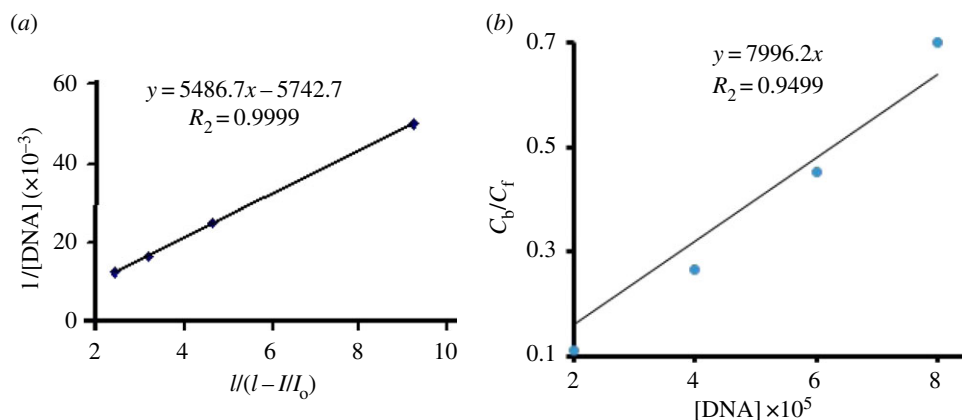 (a)
60
40
20
0
1/[DNA] (×10⁻³)
y = 5486.7x – 5742.7
R₂ = 0.9999
2 4 6 8 10
l/(l – I/Iₒ)
(b)
0.7
0.5
0.3
0.1
C_b/C_f
y = 7996.2x
R₂ = 0.9499
2 4 6 8
[DNA] ×10⁵